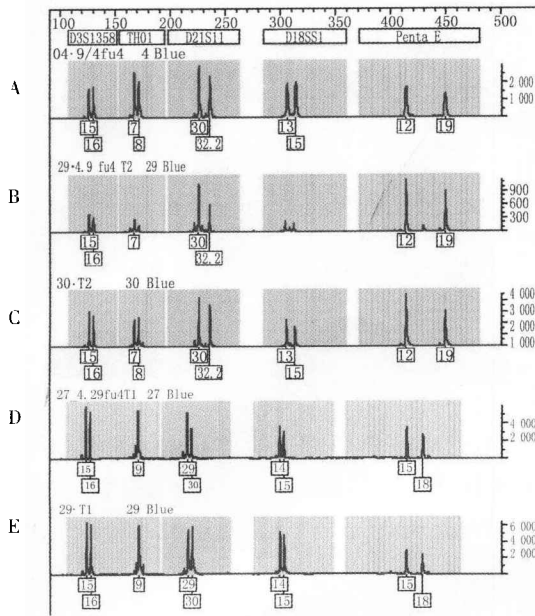 100 150 200 250 300 350 400 450 500
D3S1358 TH01 D21S11 D18SS1 Penta E
04·9/4fu4 4 Blue
A
2 000
1 000
15 7 30 13 12 19
16 8 32.2 15
29·4.9 fu4 T2 29 Blue
B
900
600
300
15 7 30 12 19
16 32.2
30·T2 30 Blue
C
4 000
3 000
2 000
1 000
15 7 30 13 12 19
16 8 32.2 15
27 4.29fu4T1 27 Blue
D
4 000
2 000
15 9 29 14 15
16 30 15 18
29·T1 29 Blue
E
6 000
4 000
2 000
15 9 29 14 15
16 30 15 18